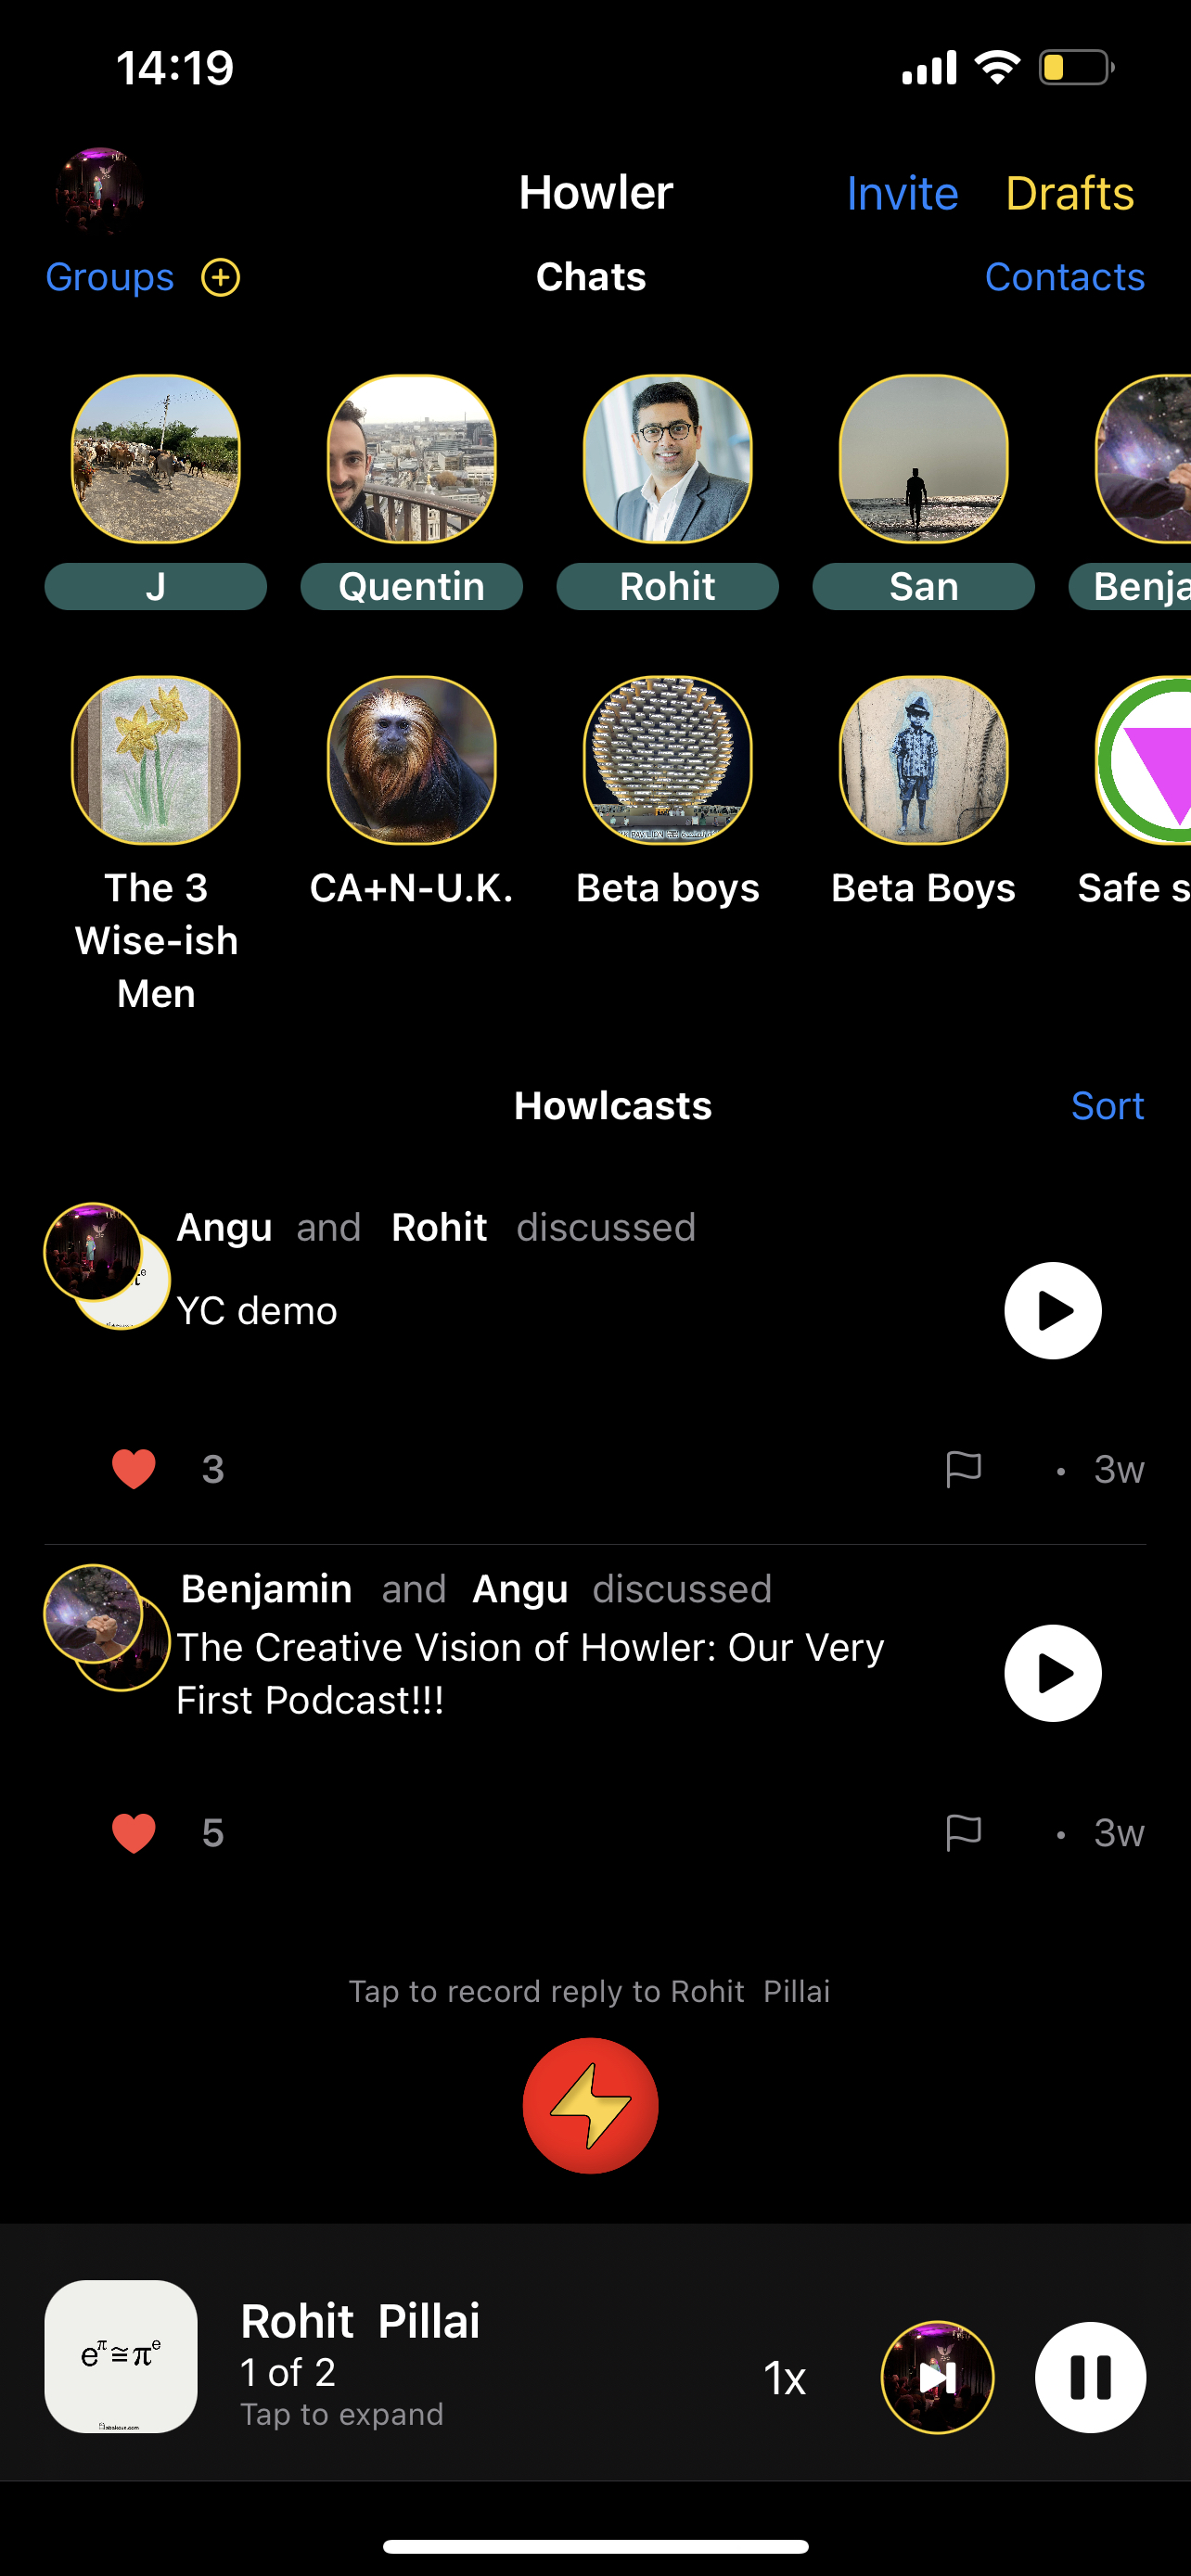 14:19
Howler
Invite
Drafts
Groups
Chats
Contacts
J
Quentin
Rohit
San
Benja
The 3
Wise-ish
Men
CA+N-U.K.
Beta boys
Beta Boys
Safe s
Howlcasts
Sort
Angu and Rohit discussed
YC demo
3
3w
Benjamin and Angu discussed
The Creative Vision of Howler: Our Very
First Podcast!!!
5
3w
Tap to record reply to Rohit Pillai
e^π≅π^e
Rohit Pillai
1 of 2
Tap to expand
1x